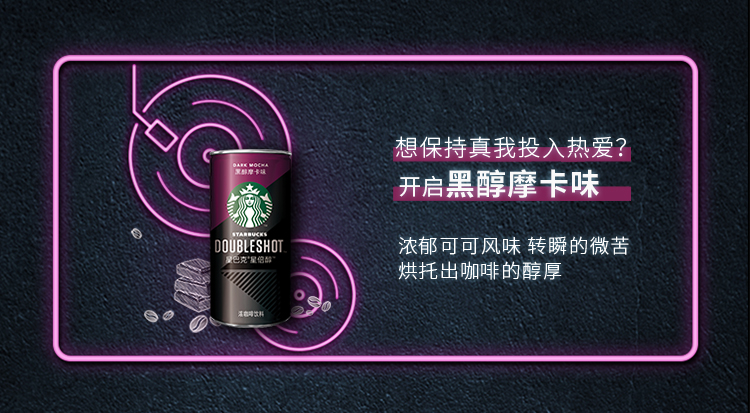 想保持真我投入热爱?
开启黑醇摩卡味
浓郁可可风味 转瞬的微苦
烘托出咖啡的醇厚
DARK MOCHA
黑醇摩卡味
STARBUCKS
DOUBLESHOT™
星巴克"星倍醇"
浓咖啡饮料